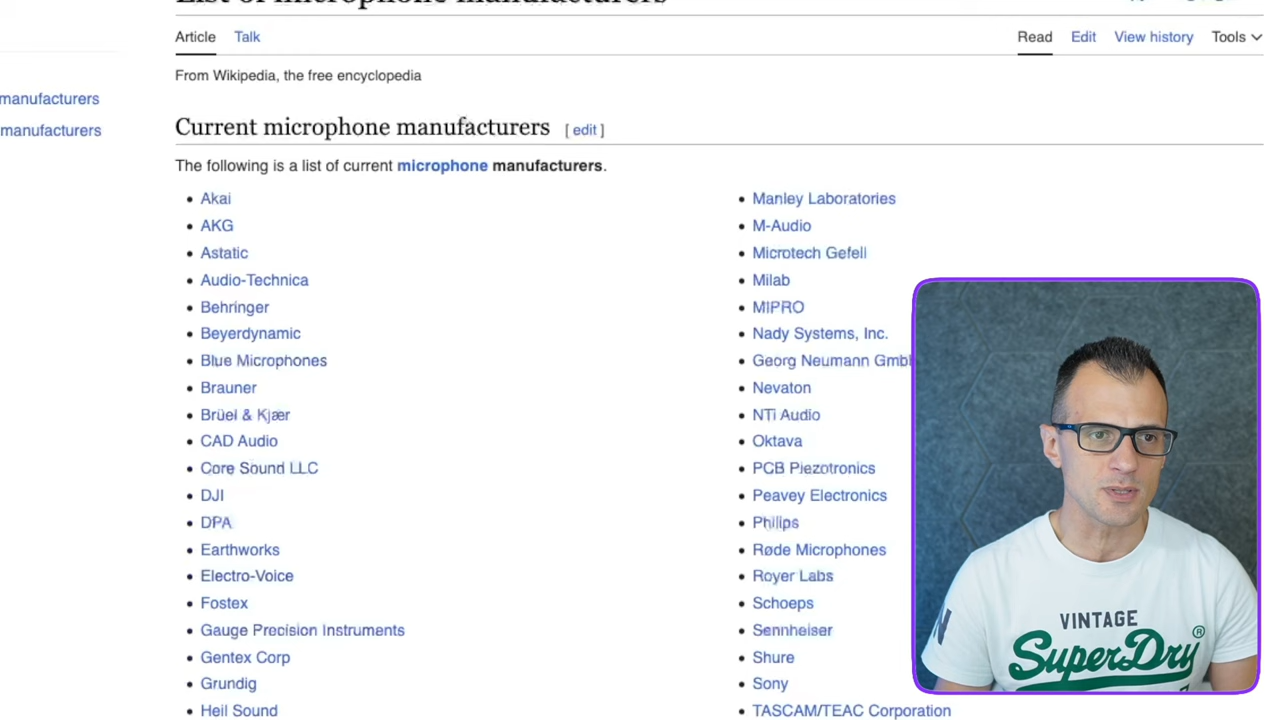 List of microphone manufacturers
Article Talk
Read Edit View history Tools
From Wikipedia, the free encyclopedia
manufacturers
manufacturers
Current microphone manufacturers [ edit ]
The following is a list of current microphone manufacturers.
Akai
AKG
Astatic
Audio-Technica
Behringer
Beyerdynamic
Blue Microphones
Brauner
Brüel & Kjær
CAD Audio
Core Sound LLC
DJI
DPA
Earthworks
Electro-Voice
Fostex
Gauge Precision Instruments
Gentex Corp
Grundig
Heil Sound
Manley Laboratories
M-Audio
Microtech Gefell
Milab
MIPRO
Nady Systems, Inc.
Georg Neumann Gmb
Nevaton
NTi Audio
Oktava
PCB Piezotronics
Peavey Electronics
Philips
Røde Microphones
Royer Labs
Schoeps
Sennheiser
Shure
Sony
TASCAM/TEAC Corporation
VINTAGE
SuperDry ®